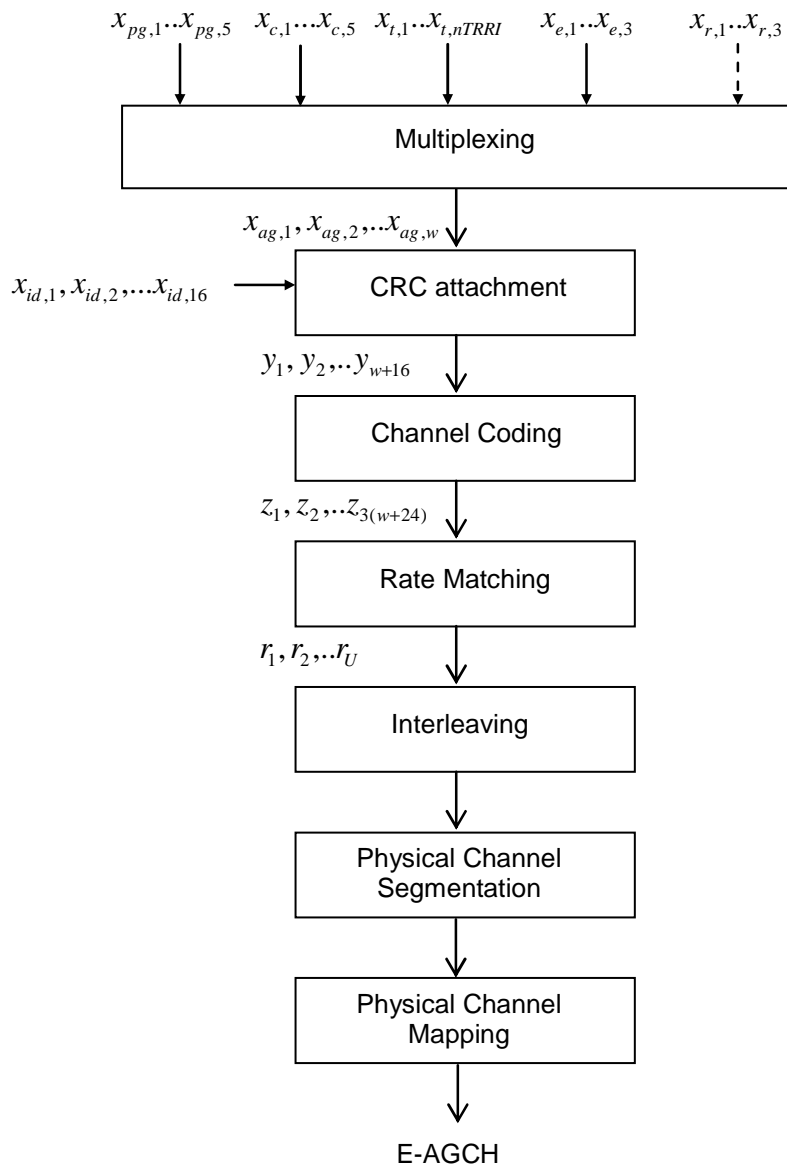 x_{pg,1}..x_{pg,5} x_{c,1}...x_{c,5} x_{t,1}..x_{t,nTRRI} x_{e,1}..x_{e,3} x_{r,1}..x_{r,3}
Multiplexing
x_{ag,1}, x_{ag,2},..x_{ag,w}
x_{id,1}, x_{id,2},...x_{id,16}
CRC attachment
y_1, y_2,..y_{w+16}
Channel Coding
z_1, z_2,..z_{3(w+24)}
Rate Matching
r_1, r_2,..r_U
Interleaving
Physical Channel
Segmentation
Physical Channel
Mapping
E-AGCH